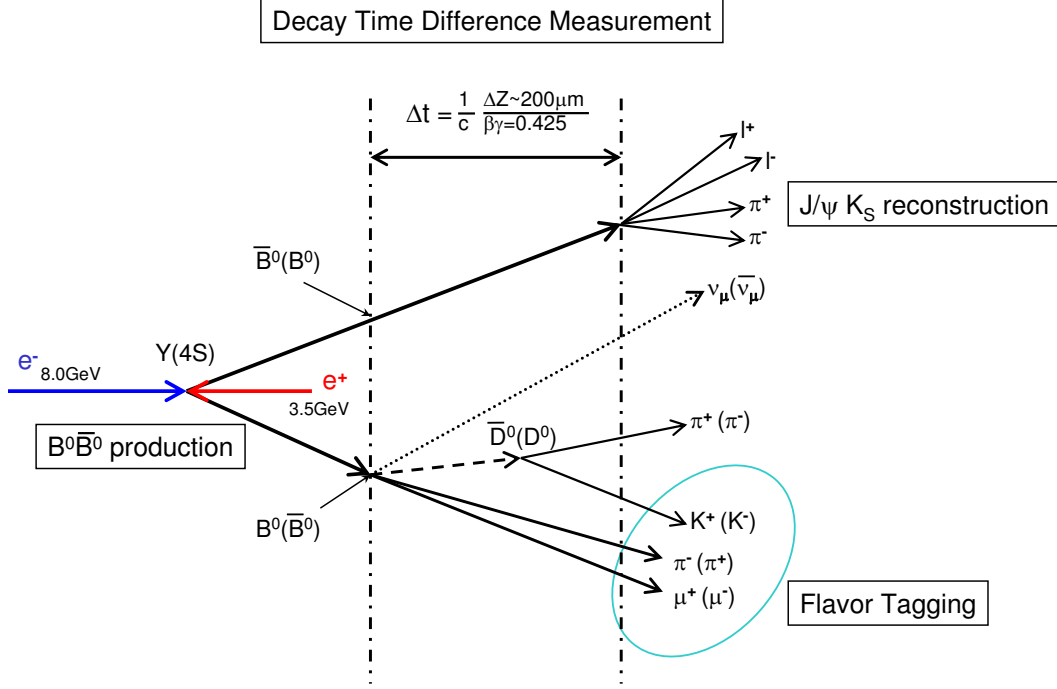 Decay Time Difference Measurement
Δt = 1/c ΔZ~200μm/βγ=0.425
l⁺
l⁻
π⁺
π⁻
J/ψ K_S reconstruction
B̅⁰(B⁰)
ν_μ(ν̅_μ)
Υ(4S)
e⁻ 8.0GeV
e⁺ 3.5GeV
B⁰B̅⁰ production
D̅⁰(D⁰)
π⁺ (π⁻)
B⁰(B̅⁰)
K⁺ (K⁻)
π⁻ (π⁺)
μ⁺ (μ⁻)
Flavor Tagging